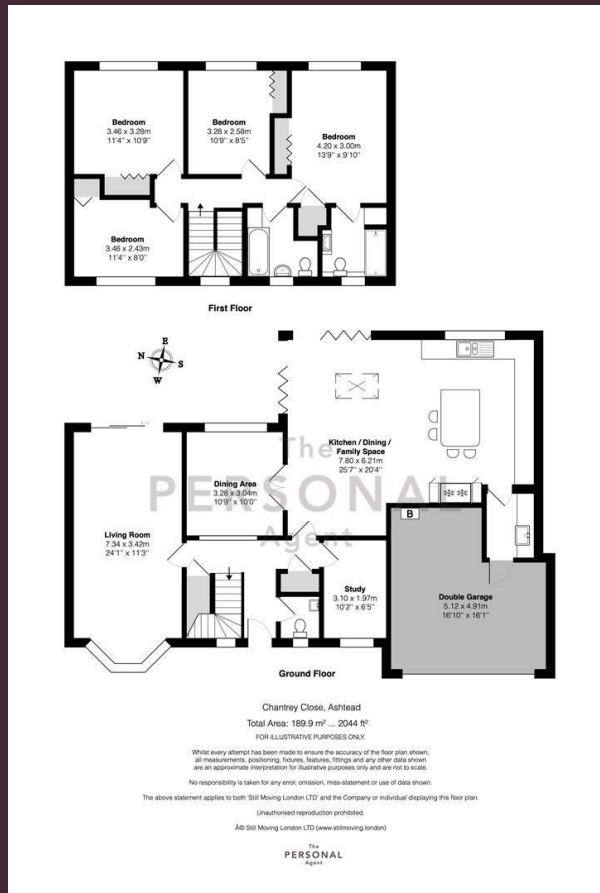 Bedroom
3.46 x 3.28m
11'4" x 10'9"
Bedroom
3.28 x 2.58m
10'9" x 8'5"
Bedroom
4.20 x 3.00m
13'9" x 9'10"
Bedroom
3.46 x 2.43m
11'4" x 8'0"
First Floor
E
N
S
W
The
PERSONAL
Agent
Kitchen / Dining /
Family Space
7.80 x 6.21m
25'7" x 20'4"
Dining Area
3.28 x 3.04m
10'9" x 10'0"
Living Room
7.34 x 3.42m
24'1" x 11'3"
B
Study
3.10 x 1.97m
10'2" x 6'5"
Double Garage
5.12 x 4.91m
16'10" x 16'1"
Ground Floor
Chantrey Close, Ashtead
Total Area: 189.9 m² ... 2044 ft²
FOR ILLUSTRATIVE PURPOSES ONLY.
Whilst every attempt has been made to ensure the accuracy of the floor plan shown,
all measurements, positioning, fixtures, features, fittings and any other data shown
are an approximate interpretation for illustrative purposes only and are not to scale.
No responsibility is taken for any error, omission, miss-statement or use of data shown.
The above statement applies to both 'Still Moving London LTD' and the Company or individual displaying this floor plan.
Unauthorised reproduction prohibited.
Â© Still Moving London LTD (www.stillmoving.london)
The
PERSONAL
Agent